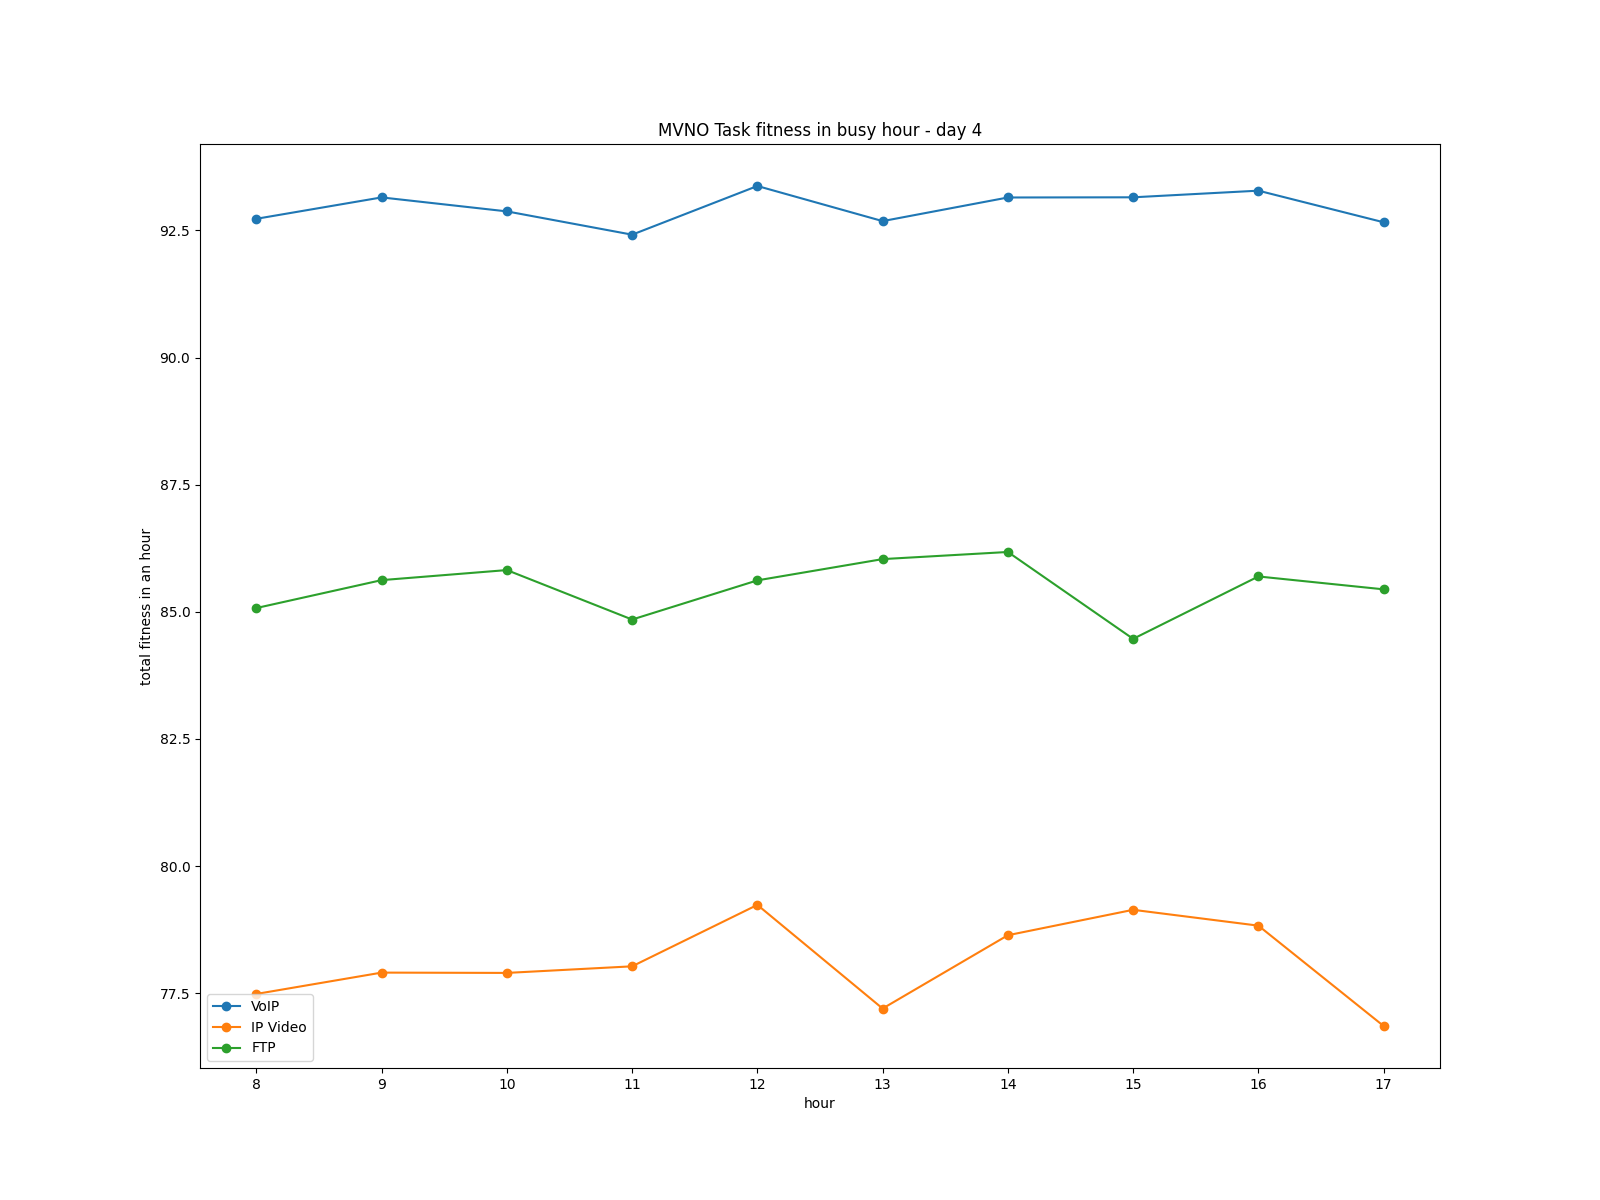 MVNO Task fitness in busy hour - day 4
total fitness in an hour
92.5
90.0
87.5
85.0
82.5
80.0
77.5
VoIP
IP Video
FTP
8 9 10 11 12 13 14 15 16 17
hour